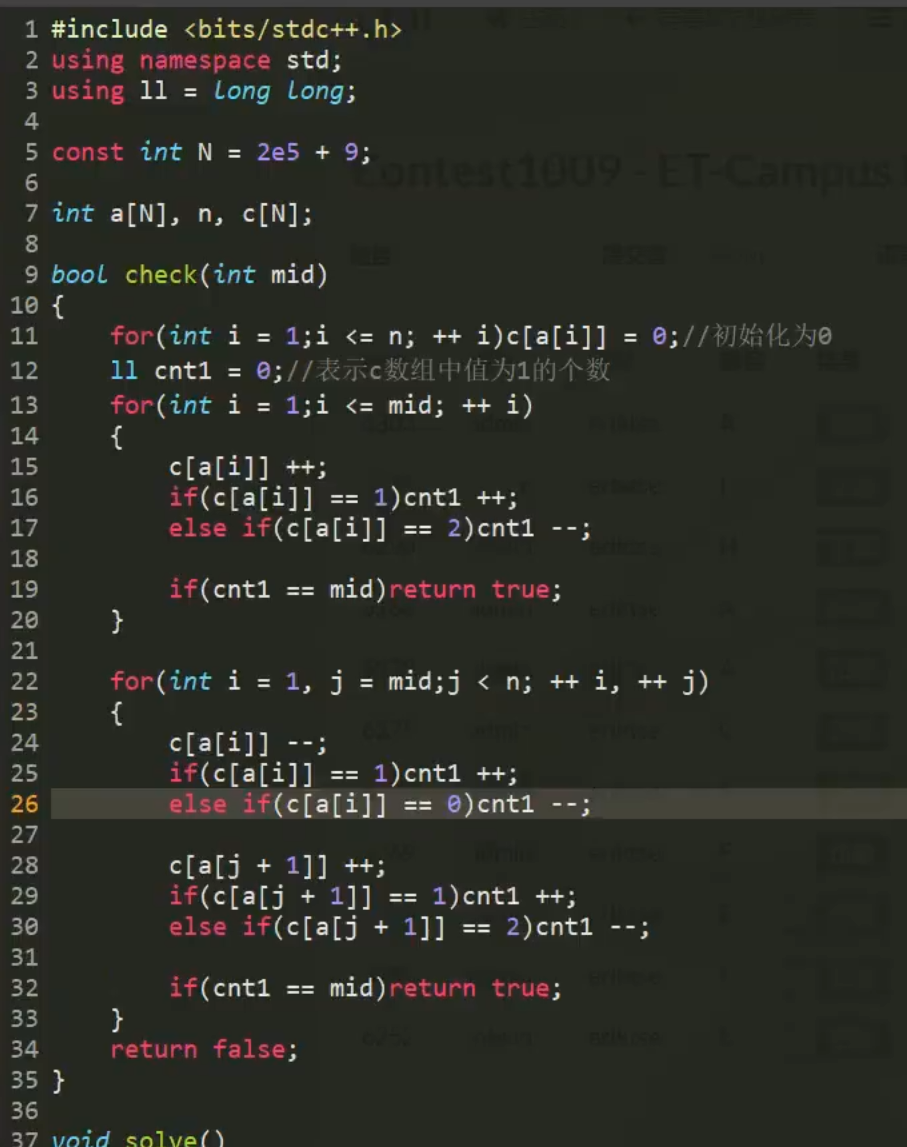 1 #include <bits/stdc++.h>
2 using namespace std;
3 using ll = long long;
4
5 const int N = 2e5 + 9;
6
7 int a[N], n, c[N];
8
9 bool check(int mid)
10 {
11     for(int i = 1;i <= n; ++ i)c[a[i]] = 0;//初始化为0
12     ll cnt1 = 0;//表示c数组中值为1的个数
13     for(int i = 1;i <= mid; ++ i)
14     {
15         c[a[i]] ++;
16         if(c[a[i]] == 1)cnt1 ++;
17         else if(c[a[i]] == 2)cnt1 --;
18
19         if(cnt1 == mid)return true;
20     }
21
22     for(int i = 1, j = mid;j < n; ++ i, ++ j)
23     {
24         c[a[i]] --;
25         if(c[a[i]] == 1)cnt1 ++;
26         else if(c[a[i]] == 0)cnt1 --;
27
28         c[a[j + 1]] ++;
29         if(c[a[j + 1]] == 1)cnt1 ++;
30         else if(c[a[j + 1]] == 2)cnt1 --;
31
32         if(cnt1 == mid)return true;
33     }
34     return false;
35 }
36
37 void solve()
Contest1009 - ET-Campus